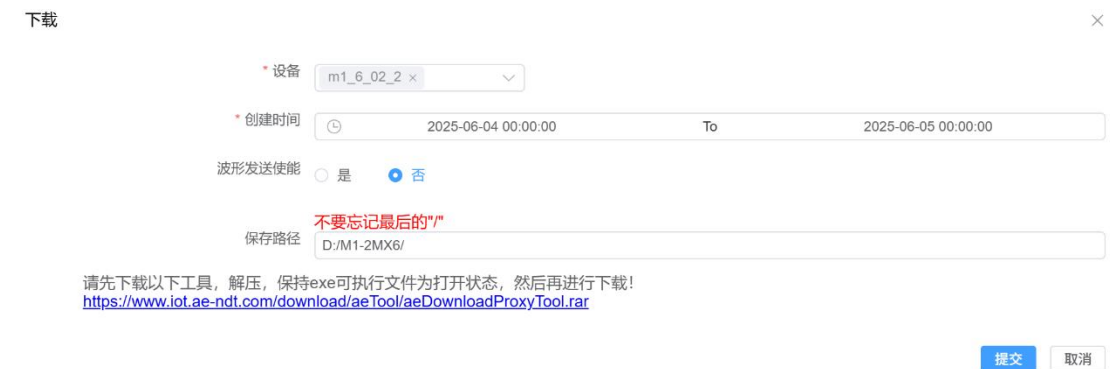 下载
* 设备 m1_6_02_2 ×
* 创建时间 2025-06-04 00:00:00 To 2025-06-05 00:00:00
波形发送使能 是 否
不要忘记最后的"/"
保存路径 D:/M1-2MX6/
请先下载以下工具，解压，保持exe可执行文件为打开状态，然后再进行下载！
https://www.iot.ae-ndt.com/download/aeTool/aeDownloadProxyTool.rar
提交 取消